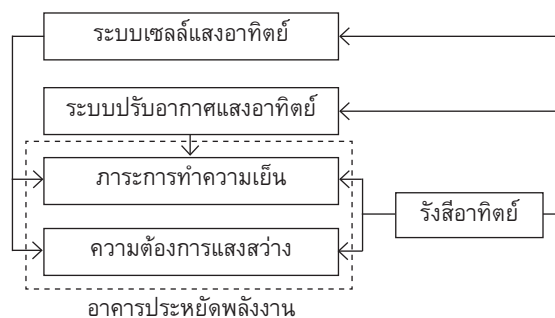 ระบบเซลล์แสงอาทิตย์
ระบบปรับอากาศแสงอาทิตย์
ภาระการทำความเย็น
รังสีอาทิตย์
ความต้องการแสงสว่าง
อาคารประหยัดพลังงาน